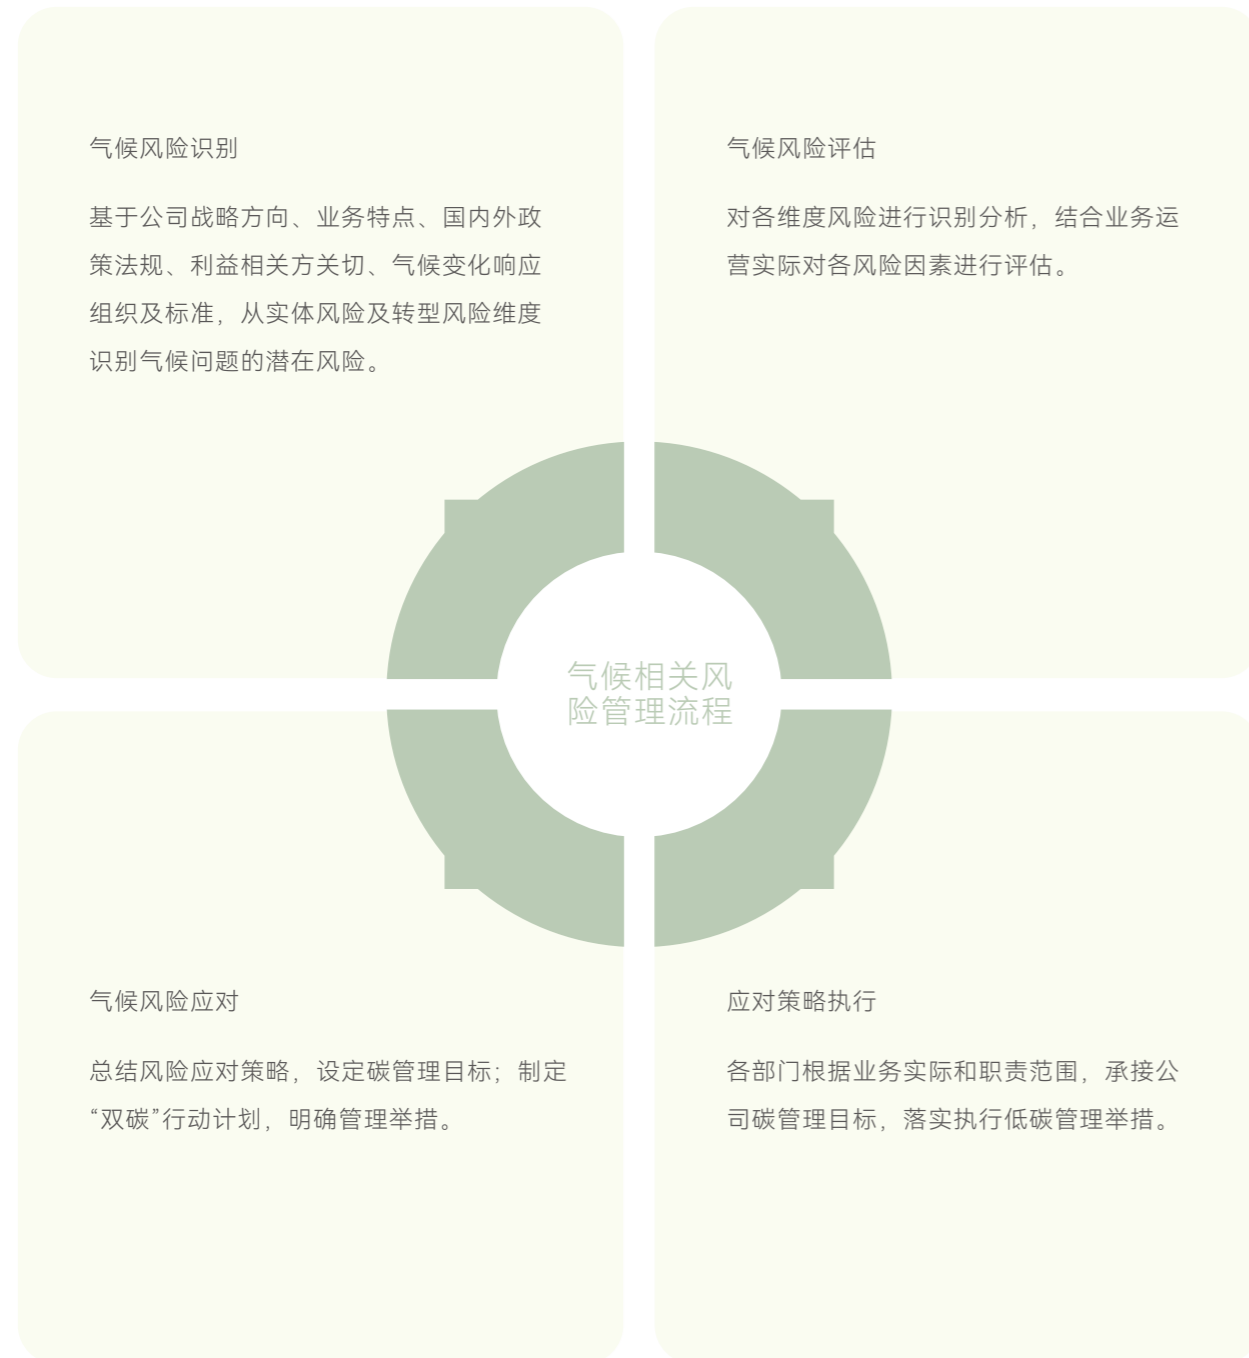 气候风险识别
基于公司战略方向、业务特点、国内外政
策法规、利益相关方关切、气候变化响应
组织及标准，从实体风险及转型风险维度
识别气候问题的潜在风险。
气候风险评估
对各维度风险进行识别分析，结合业务运
营实际对各风险因素进行评估。
气候相关风
险管理流程
气候风险应对
总结风险应对策略，设定碳管理目标；制定
“双碳”行动计划，明确管理举措。
应对策略执行
各部门根据业务实际和职责范围，承接公
司碳管理目标，落实执行低碳管理举措。